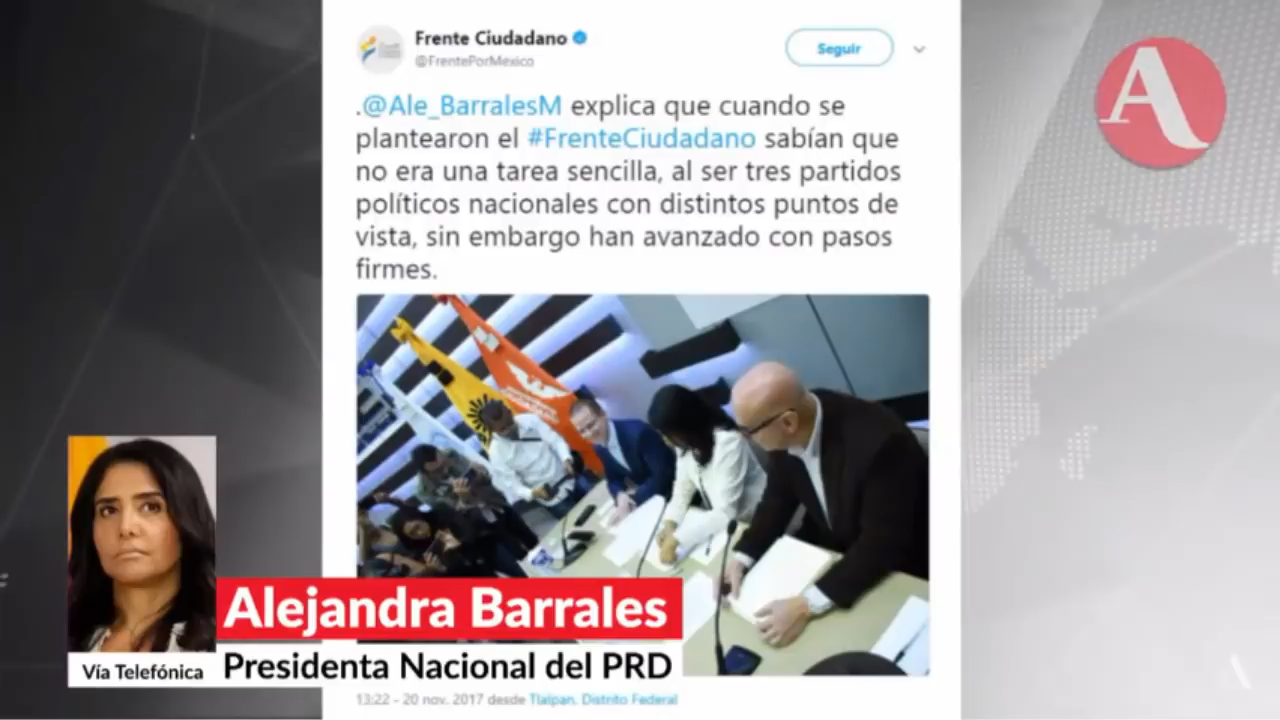 Frente Ciudadano
@FrentePorMexico
Seguir
A
.@Ale_BarralesM explica que cuando se
plantearon el #FrenteCiudadano sabían que
no era una tarea sencilla, al ser tres partidos
políticos nacionales con distintos puntos de
vista, sin embargo han avanzado con pasos
firmes.
Alejandra Barrales
Vía Telefónica
Presidenta Nacional del PRD
13:22 - 20 nov. 2017 desde Tlalpan, Distrito Federal